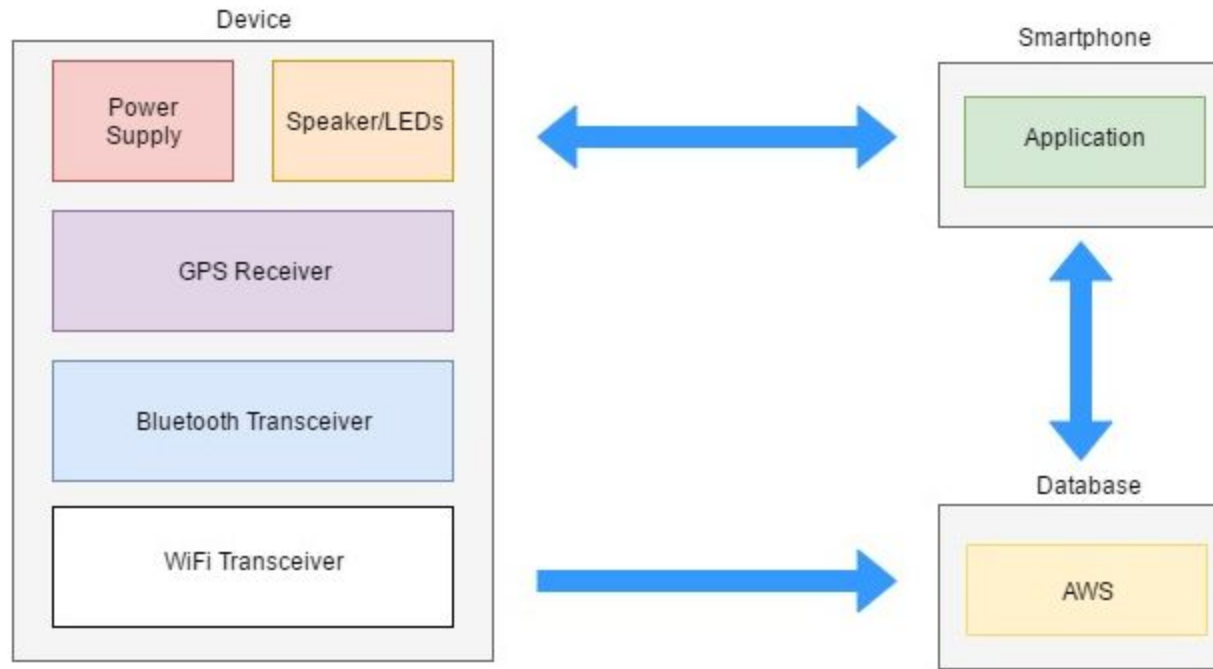 Device
Power
Supply
Speaker/LEDs
GPS Receiver
Bluetooth Transceiver
WiFi Transceiver
Smartphone
Application
Database
AWS